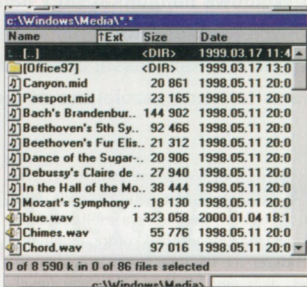 c:\Windows\Media\*.*
Name ↑Ext Size Date
[..] <DIR> 1999.03.17 11:4
[Office97] <DIR> 1999.03.17 13:0
Canyon.mid 20 861 1998.05.11 20:0
Passport.mid 23 165 1998.05.11 20:0
Bach's Brandenbur.. 144 902 1998.05.11 20:0
Beethoven's 5th Sy.. 92 466 1998.05.11 20:0
Beethoven's Fur Elis.. 21 312 1998.05.11 20:0
Dance of the Sugar-.. 20 906 1998.05.11 20:0
Debussy's Claire de .. 27 940 1998.05.11 20:0
In the Hall of the Mo.. 38 444 1998.05.11 20:0
Mozart's Symphony .. 18 130 1998.05.11 20:0
blue.wav 1 323 058 2000.01.04 18:1
Chimes.wav 55 776 1998.05.11 20:0
Chord.wav 97 016 1998.05.11 20:0
0 of 8 590 k in 0 of 86 files selected
c:\Windows\Media>